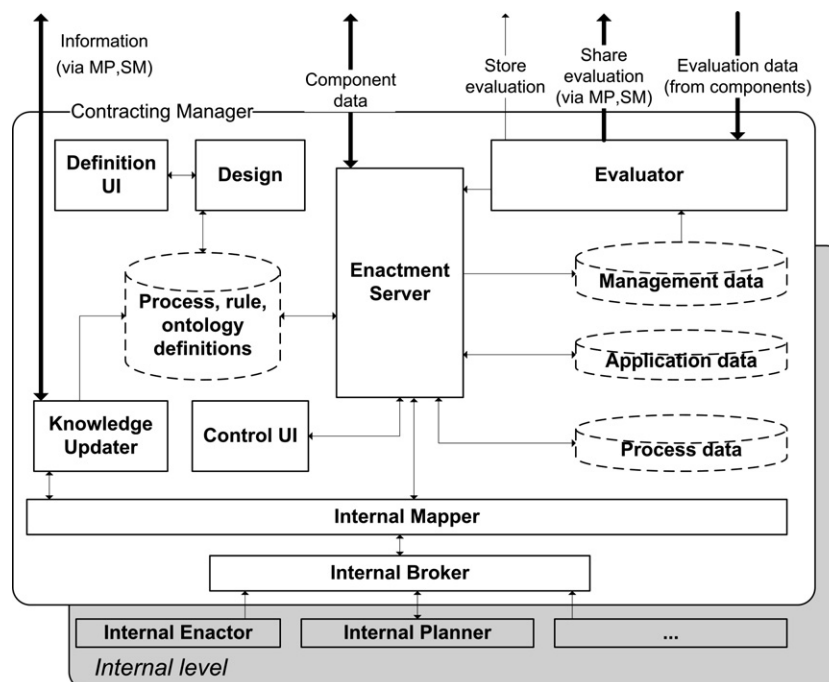 Information
(via MP,SM)
Component
data
Store
evaluation
Share
evaluation
(via MP,SM)
Evaluation data
(from components)
Contracting Manager
Definition
UI
Design
Evaluator
Enactment
Server
Process, rule,
ontology
definitions
Management data
Application data
Process data
Knowledge
Updater
Control UI
Internal Mapper
Internal Broker
Internal Enactor
Internal Planner
...
Internal level